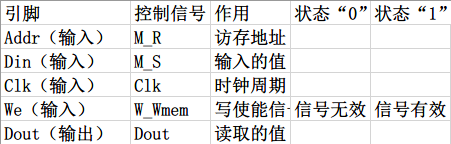 引脚 控制信号 作用 状态“0” 状态“1”
Addr（输入） M_R 访存地址
Din（输入） M_S 输入的值
Clk（输入） Clk 时钟周期
We（输入） W_Wmem 写使能信 信号无效 信号有效
Dout（输出） Dout 读取的值